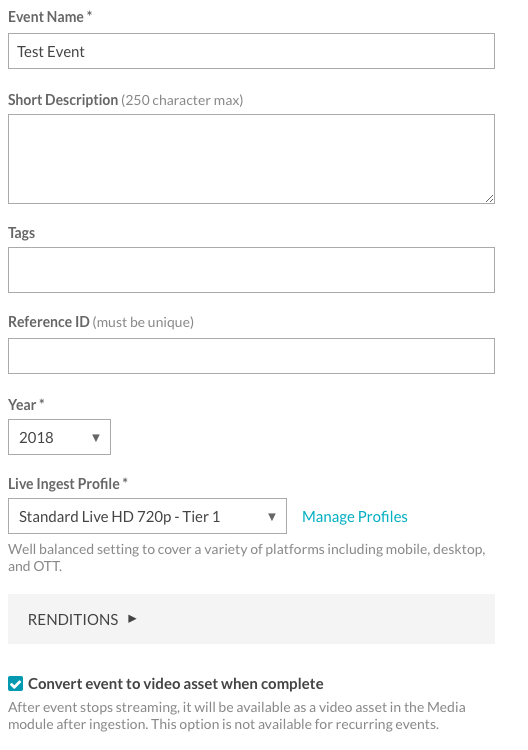 Event Name *
Test Event
Short Description (250 character max)
Tags
Reference ID (must be unique)
Year *
2018
Live Ingest Profile *
Standard Live HD 720p - Tier 1
Manage Profiles
Well balanced setting to cover a variety of platforms including mobile, desktop,
and OTT.
RENDITIONS
Convert event to video asset when complete
After event stops streaming, it will be available as a video asset in the Media
module after ingestion. This option is not available for recurring events.